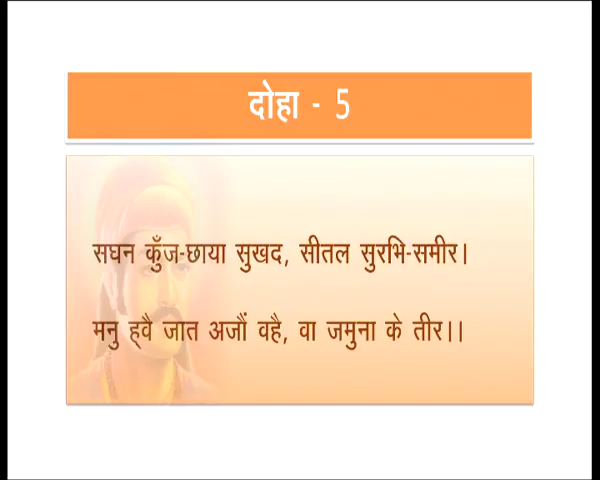 दोहा - 5
सघन कुँज-छाया सुखद, सीतल सुरभि-समीर।
मनु ह्वै जात अजौं वहै, वा जमुना के तीर।।